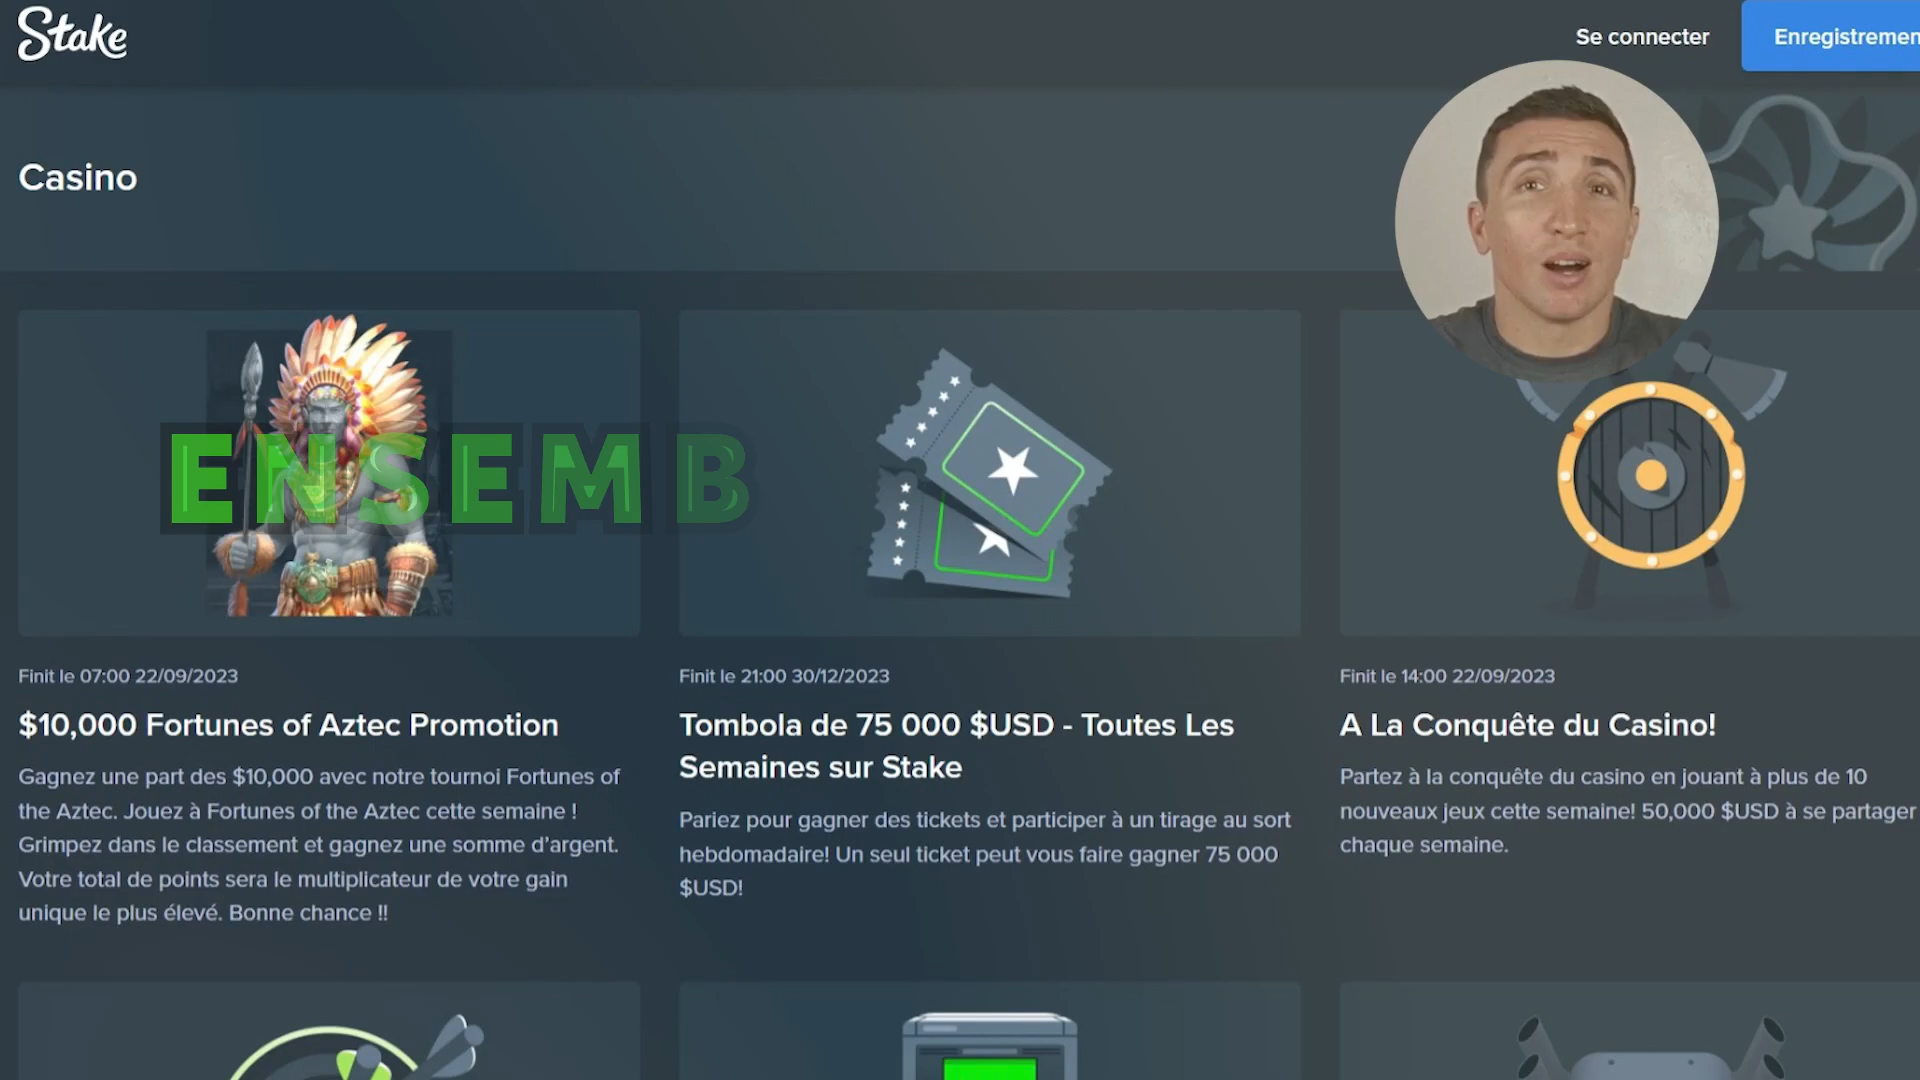 Stake
Se connecter
Enregistremen
Casino
ENSEMB
Finit le 07:00 22/09/2023
$10,000 Fortunes of Aztec Promotion
Gagnez une part des $10,000 avec notre tournoi Fortunes of
the Aztec. Jouez à Fortunes of the Aztec cette semaine !
Grimpez dans le classement et gagnez une somme d’argent.
Votre total de points sera le multiplicateur de votre gain
unique le plus élevé. Bonne chance !!
Finit le 21:00 30/12/2023
Tombola de 75 000 $USD - Toutes Les
Semaines sur Stake
Pariez pour gagner des tickets et participer à un tirage au sort
hebdomadaire! Un seul ticket peut vous faire gagner 75 000
$USD!
Finit le 14:00 22/09/2023
A La Conquête du Casino!
Partez à la conquête du casino en jouant à plus de 10
nouveaux jeux cette semaine! 50,000 $USD à se partager
chaque semaine.